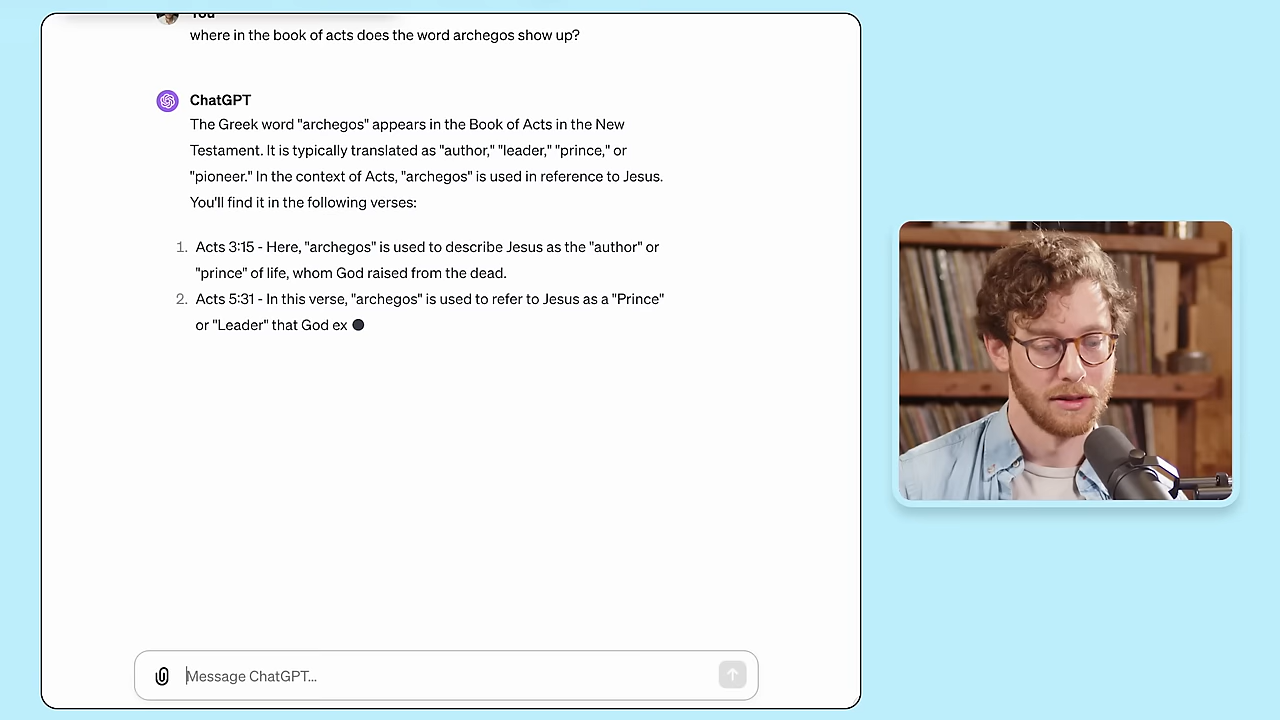 You
where in the book of acts does the word archegos show up?
ChatGPT
The Greek word "archegos" appears in the Book of Acts in the New
Testament. It is typically translated as "author," "leader," "prince," or
"pioneer." In the context of Acts, "archegos" is used in reference to Jesus.
You'll find it in the following verses:
1. Acts 3:15 - Here, "archegos" is used to describe Jesus as the "author" or
"prince" of life, whom God raised from the dead.
2. Acts 5:31 - In this verse, "archegos" is used to refer to Jesus as a "Prince"
or "Leader" that God ex
Message ChatGPT...